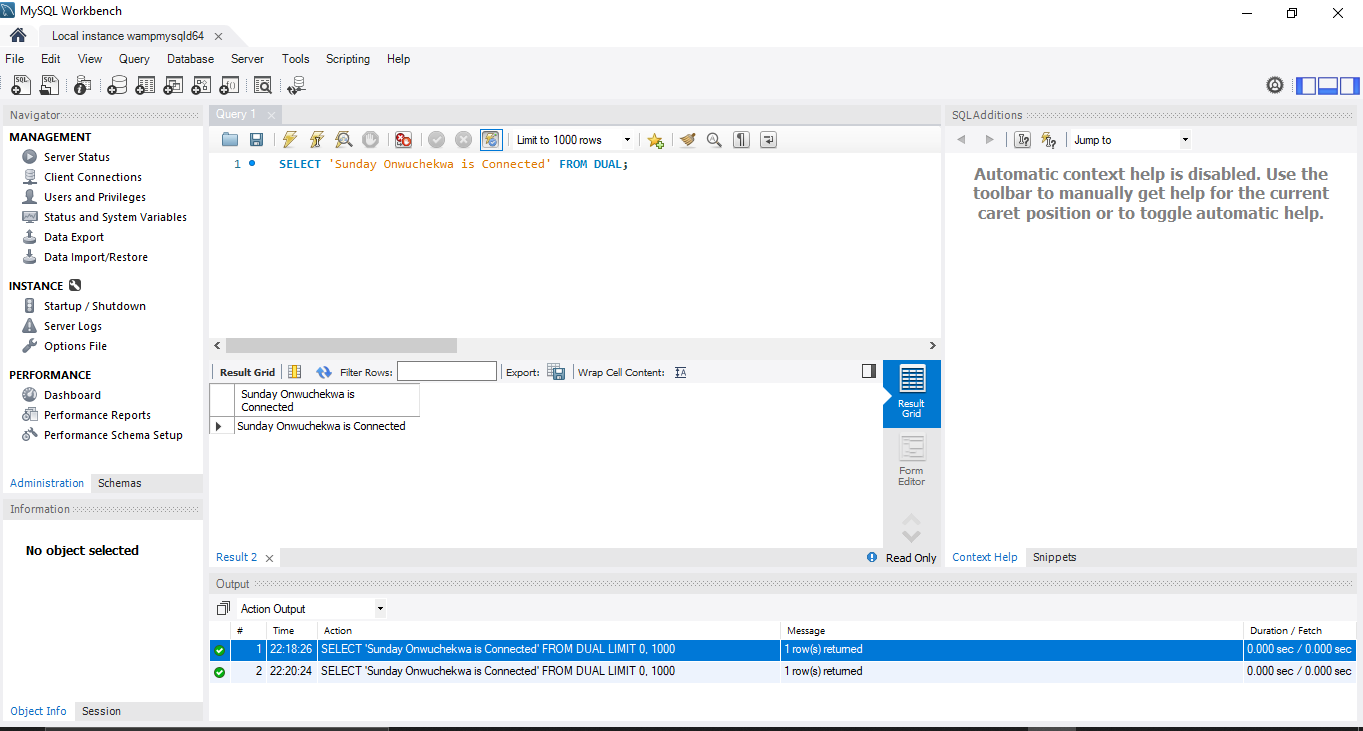 MySQL Workbench
Local instance wampmysqld64
File Edit View Query Database Server Tools Scripting Help
Navigator
MANAGEMENT
Server Status
Client Connections
Users and Privileges
Status and System Variables
Data Export
Data Import/Restore
INSTANCE
Startup / Shutdown
Server Logs
Options File
PERFORMANCE
Dashboard
Performance Reports
Performance Schema Setup
Administration Schemas
Information
No object selected
Object Info Session
Query 1
Limit to 1000 rows
1 SELECT 'Sunday Onwuchekwa is Connected' FROM DUAL;
Result Grid Filter Rows: Export: Wrap Cell Content:
Sunday Onwuchekwa is
Connected
Sunday Onwuchekwa is Connected
Result
Grid
Form
Editor
Result 2 Read Only
SQLAdditions
Jump to
Automatic context help is disabled. Use the
toolbar to manually get help for the current
caret position or to toggle automatic help.
Context Help Snippets
Output
Action Output
# Time Action Message Duration / Fetch
1 22:18:26 SELECT 'Sunday Onwuchekwa is Connected' FROM DUAL LIMIT 0, 1000 1 row(s) returned 0.000 sec / 0.000 sec
2 22:20:24 SELECT 'Sunday Onwuchekwa is Connected' FROM DUAL LIMIT 0, 1000 1 row(s) returned 0.000 sec / 0.000 sec